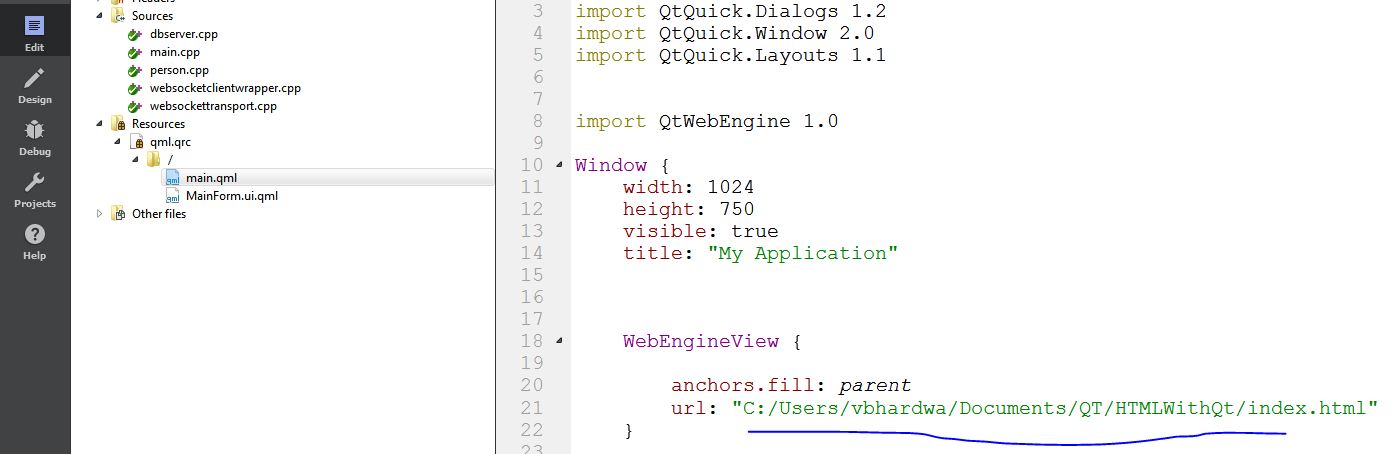 Edit
Design
Debug
Projects
Help
Sources
dbserver.cpp
main.cpp
person.cpp
websocketclientwrapper.cpp
websockettransport.cpp
Resources
qml.qrc
/
main.qml
MainForm.ui.qml
Other files
3 import QtQuick.Dialogs 1.2
4 import QtQuick.Window 2.0
5 import QtQuick.Layouts 1.1
6
7
8 import QtWebEngine 1.0
9
10 Window {
11 width: 1024
12 height: 750
13 visible: true
14 title: "My Application"
15
16
17
18 WebEngineView {
19
20 anchors.fill: parent
21 url: "C:/Users/vbhardwa/Documents/QT/HTMLWithQt/index.html"
22 }